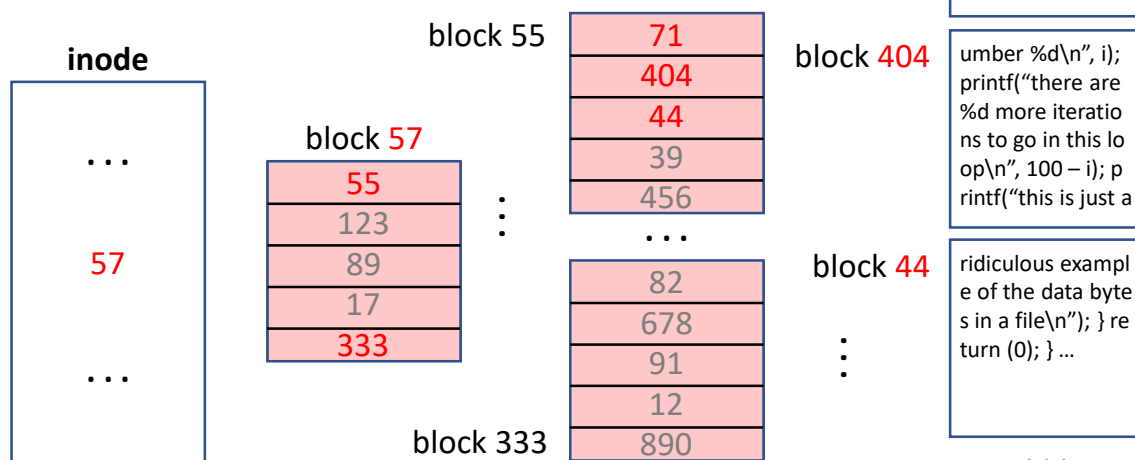 inode
...
57
...
block 57
55
123
89
17
333
...
block 55
71
404
44
39
456
...
82
678
91
12
890
block 333
block 404
umber %d\n”, i);
printf(“there are
%d more iteratio
ns to go in this lo
op\n”, 100 – i); p
rintf(“this is just a
block 44
ridiculous exampl
e of the data byte
s in a file\n”); } re
turn (0); } ...
...